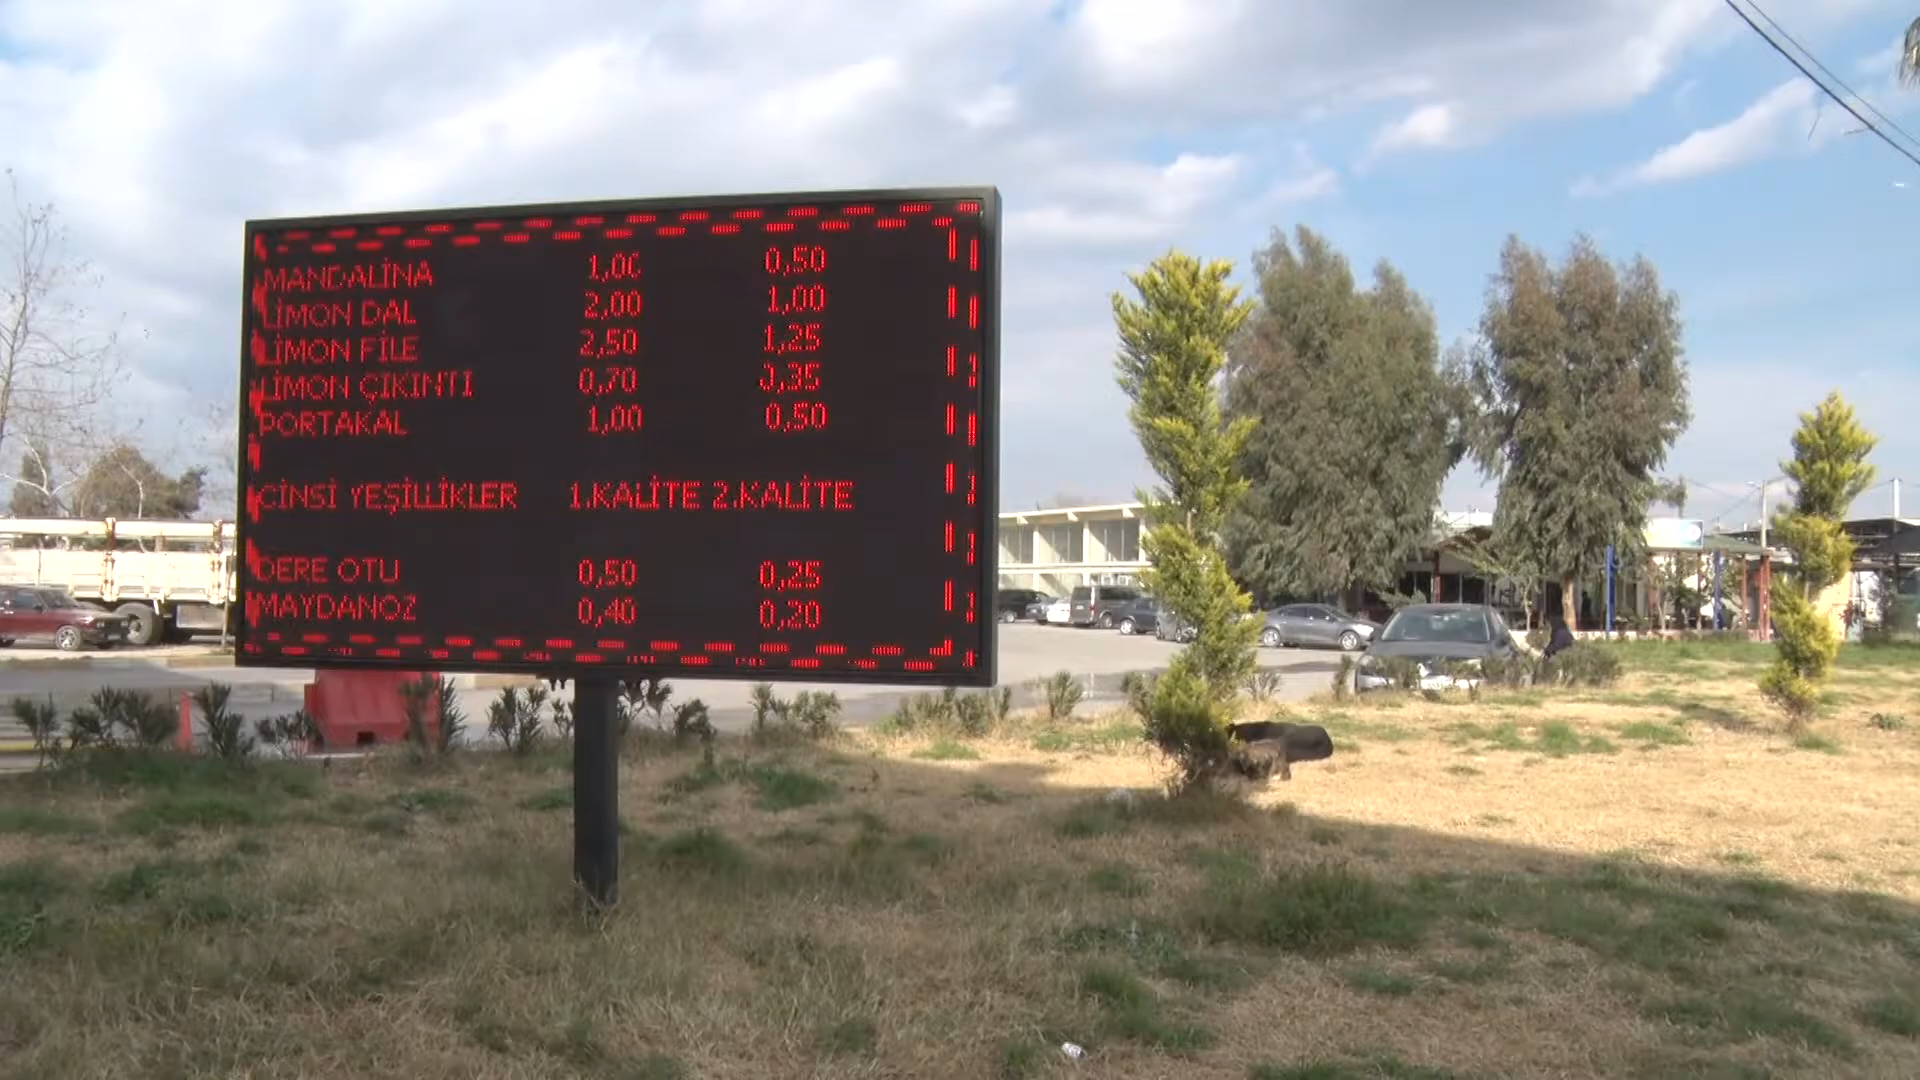 MANDALİNA 1,00 0,50
LİMON DAL 2,00 1,00
LİMON FİLE 2,50 1,25
LİMON ÇIKINTI 0,70 0,35
PORTAKAL 1,00 0,50
CİNSİ YEŞİLLİKLER 1.KALİTE 2.KALİTE
DERE OTU 0,50 0,25
MAYDANOZ 0,40 0,20